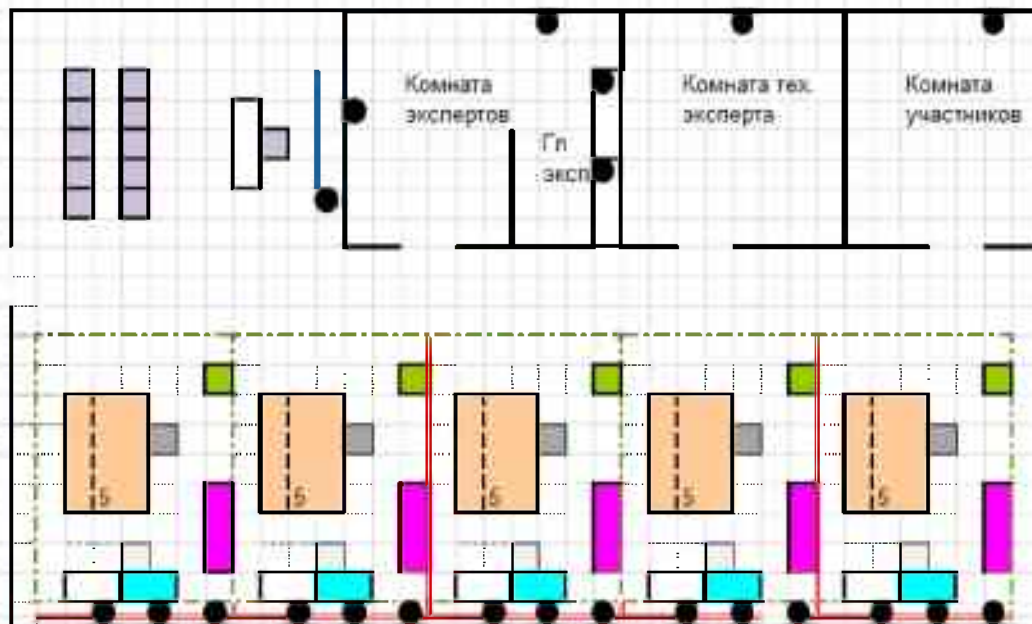 Комната
экспертов
Гл
эксп
Комната тех.
эксперта
Комната
участников
5
5
5
5
5